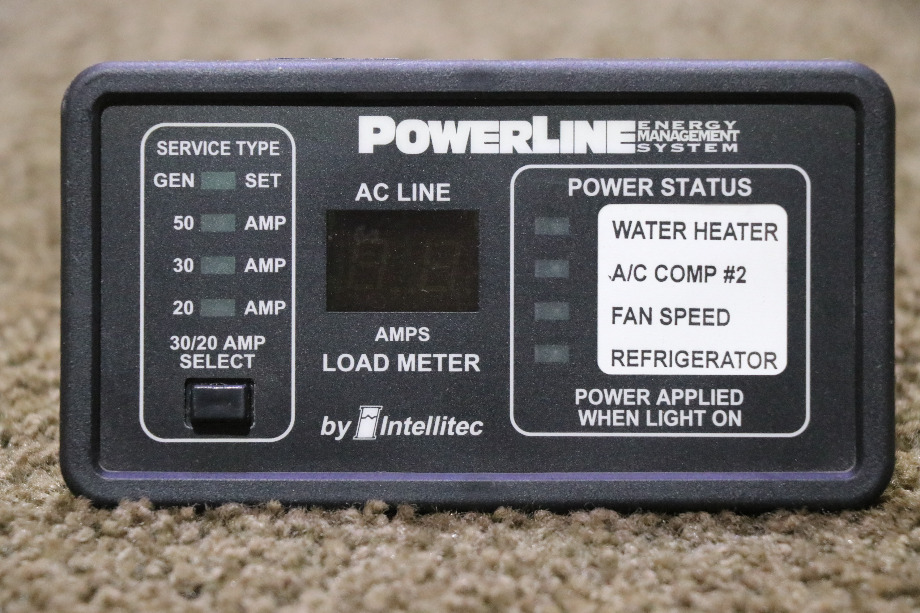 POWERLINE ENERGY
MANAGEMENT
SYSTEM
SERVICE TYPE
GEN SET
50 AMP
30 AMP
20 AMP
30/20 AMP
SELECT
AC LINE
AMPS
LOAD METER
by Intellitec
POWER STATUS
WATER HEATER
A/C COMP #2
FAN SPEED
REFRIGERATOR
POWER APPLIED
WHEN LIGHT ON